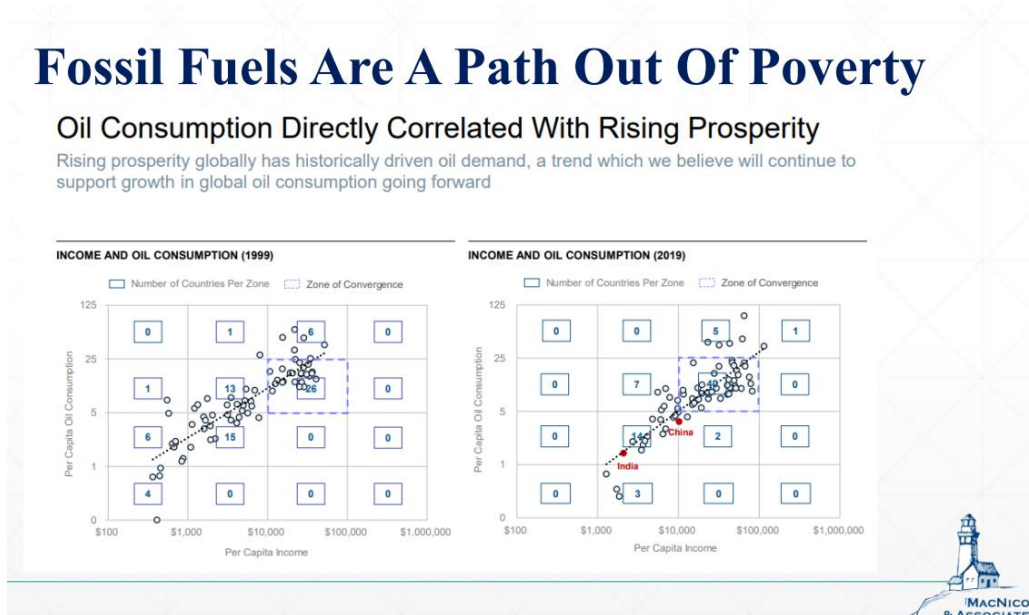 Fossil Fuels Are A Path Out Of Poverty
Oil Consumption Directly Correlated With Rising Prosperity
Rising prosperity globally has historically driven oil demand, a trend which we believe will continue to
support growth in global oil consumption going forward
INCOME AND OIL CONSUMPTION (1999)
Number of Countries Per Zone Zone of Convergence
Per Capita Oil Consumption
125
0 1 6 0
25
1 13 26 0
5
6 15 0 0
1
4 0 0 0
0
$100 $1,000 $10,000 $100,000 $1,000,000
Per Capita Income
INCOME AND OIL CONSUMPTION (2019)
Number of Countries Per Zone Zone of Convergence
Per Capita Oil Consumption
125
0 0 5 1
25
0 7 0
5
China
0 14 2 0
India
1
0 3 0 0
0
$100 $1,000 $10,000 $100,000 $1,000,000
Per Capita Income
MACNICO